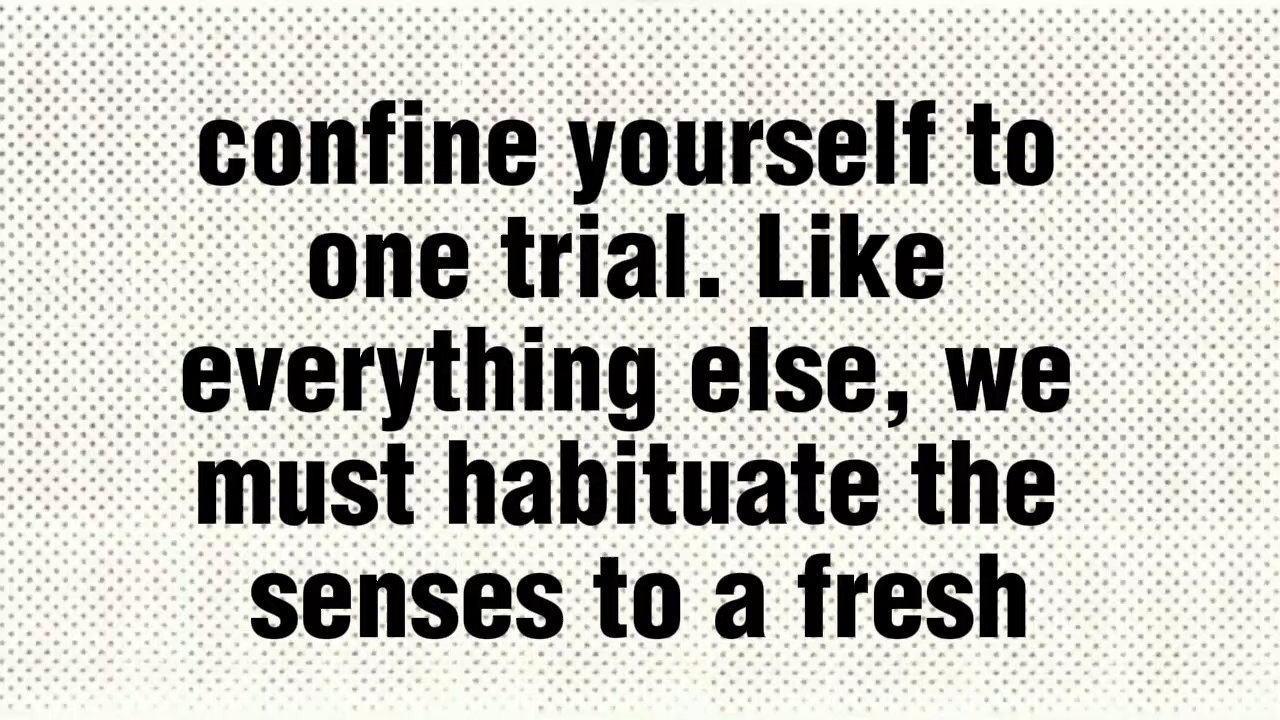 confine yourself to
one trial. Like
everything else, we
must habituate the
senses to a fresh